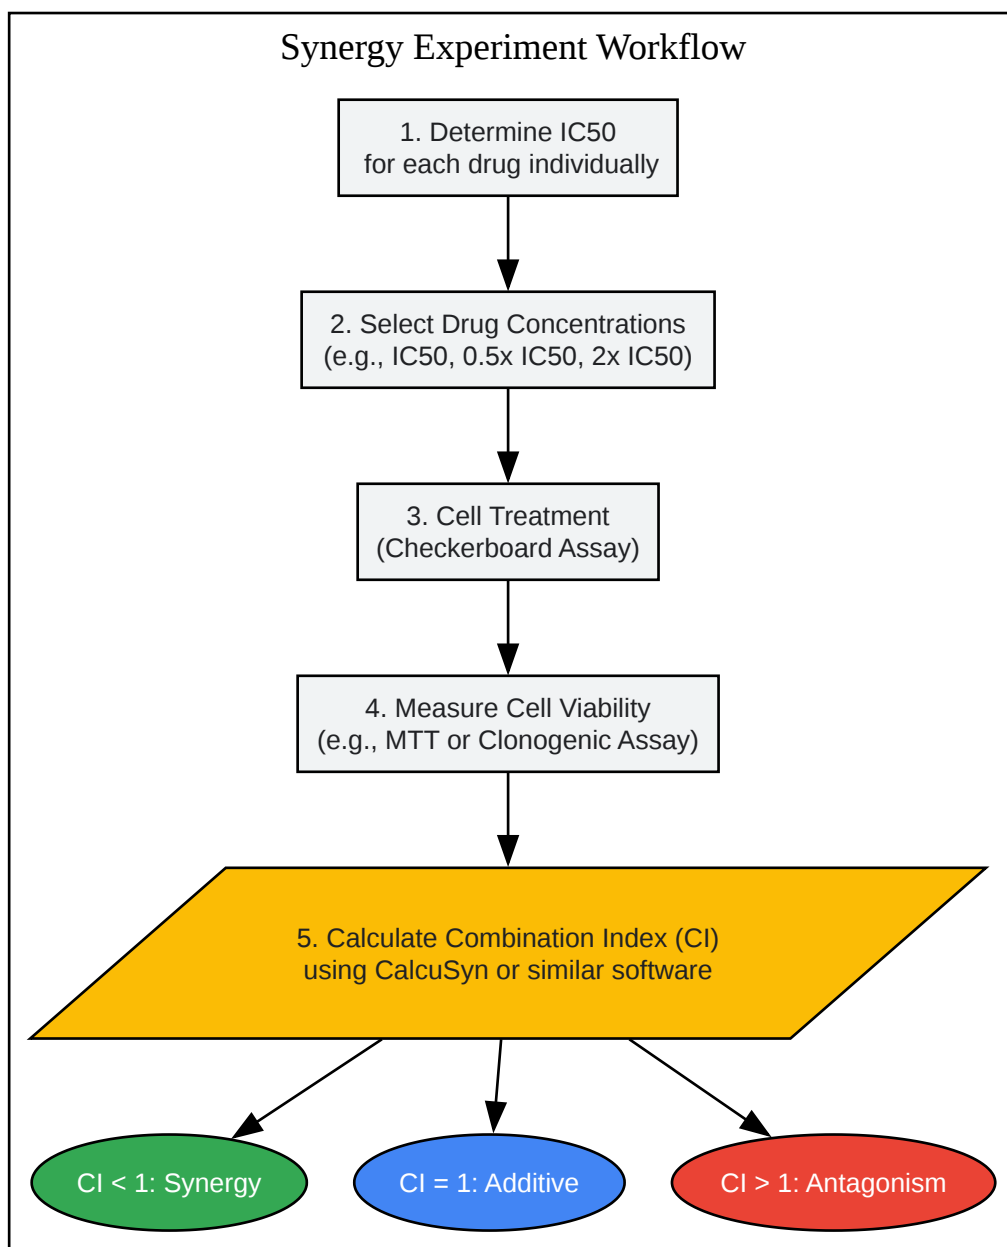 Synergy Experiment Workflow
1. Determine IC50
for each drug individually
2. Select Drug Concentrations
(e.g., IC50, 0.5x IC50, 2x IC50)
3. Cell Treatment
(Checkerboard Assay)
4. Measure Cell Viability
(e.g., MTT or Clonogenic Assay)
5. Calculate Combination Index (CI)
using CalcuSyn or similar software
CI < 1: Synergy
CI = 1: Additive
CI > 1: Antagonism